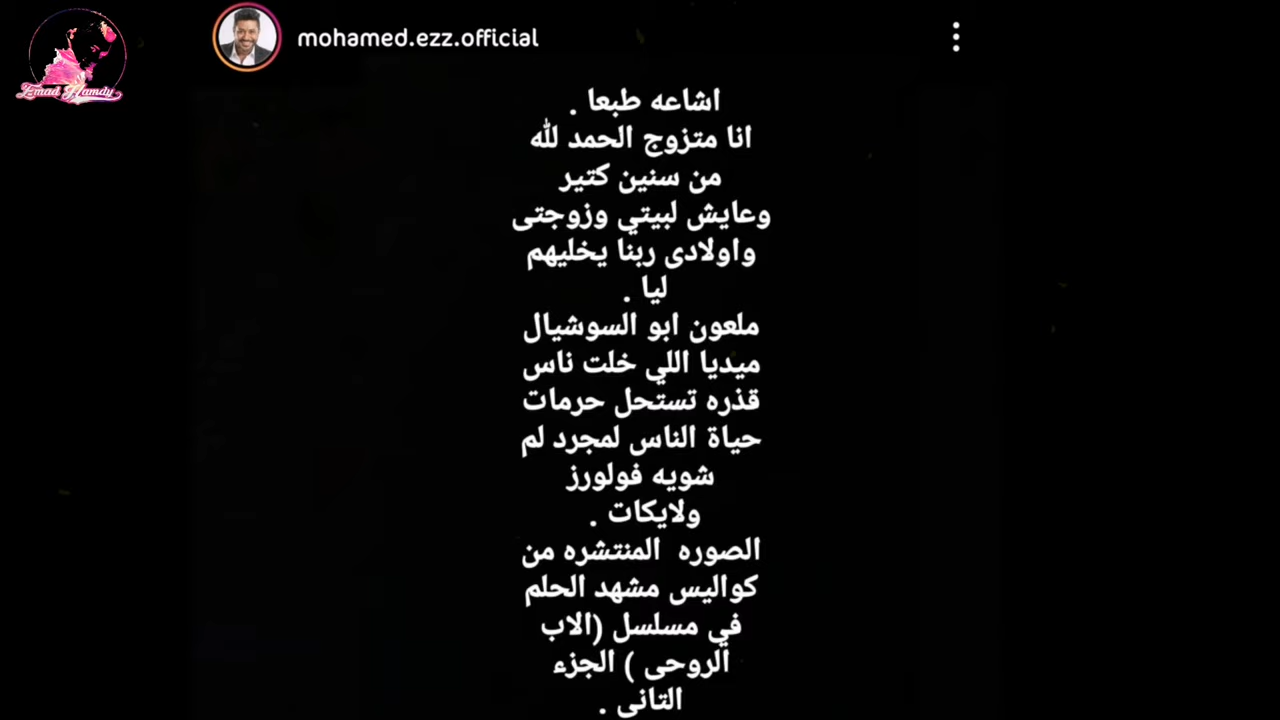 Emad Hamdy
mohamed.ezz.official
اشاعه طبعا .
انا متزوج الحمد لله
من سنين كتير
وعايش لبيتي وزوجتى
واولادى ربنا يخليهم
ليا .
ملعون ابو السوشيال
ميديا اللي خلت ناس
قذره تستحل حرمات
حياة الناس لمجرد لم
شويه فولورز
ولايكات .
الصوره المنتشره من
كواليس مشهد الحلم
في مسلسل (الاب
الروحى ) الجزء
التانى .